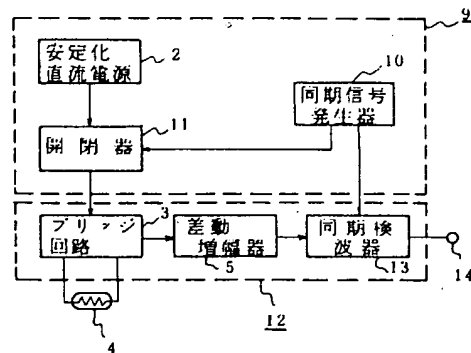 9
安定化
直流電源
2
10
同期信号
発生器
11
開閉器
3
ブリッジ
回路
差動
増幅器
5
同期検
波器
13
14
4
12